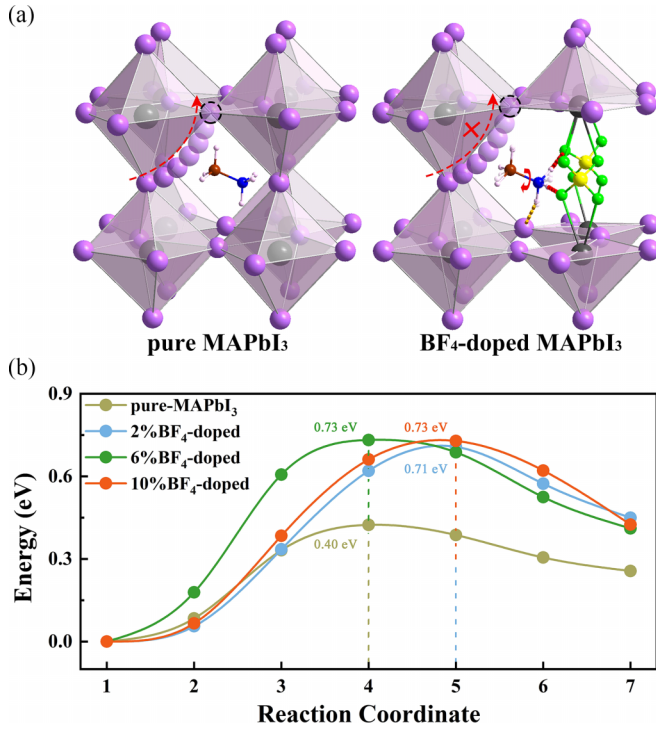 (a)
pure MAPbI₃
BF₄-doped MAPbI₃
(b)
0.9
0.6
0.3
0.0
Energy (eV)
pure-MAPbI₃
2%BF₄-doped
6%BF₄-doped
10%BF₄-doped
0.73 eV
0.73 eV
0.71 eV
0.40 eV
1 2 3 4 5 6 7
Reaction Coordinate